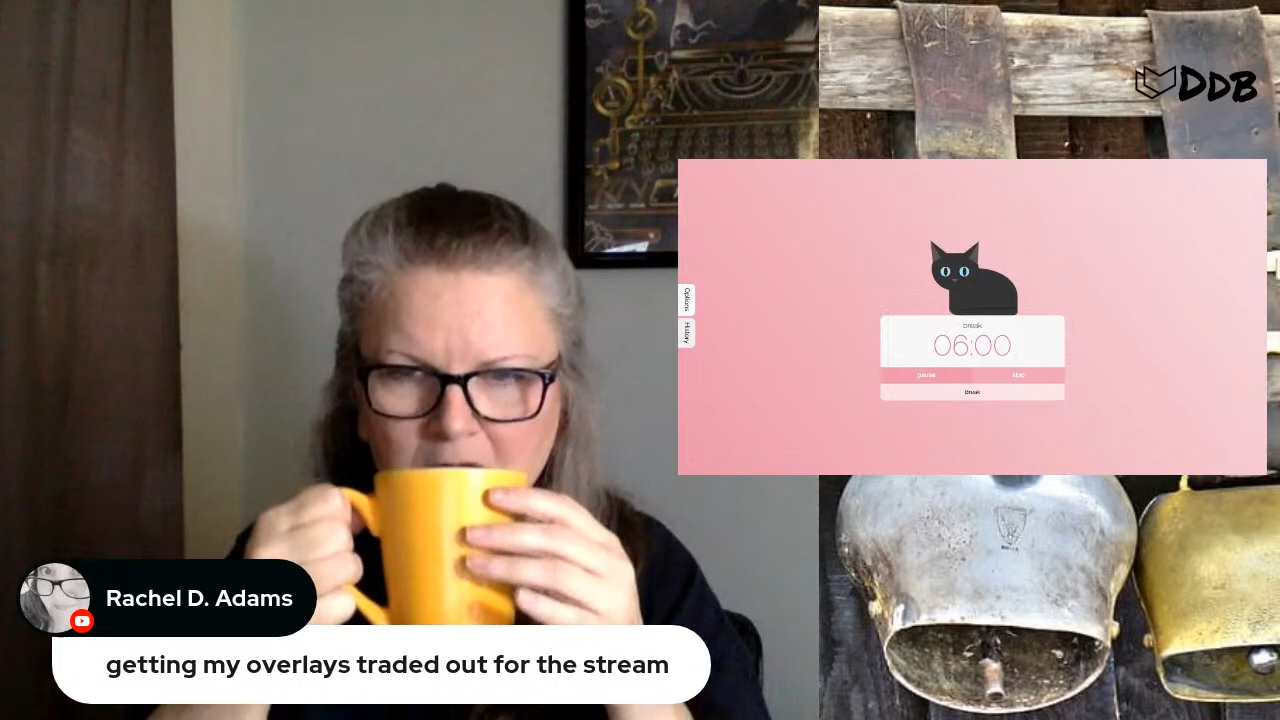 DDB
Options
History
break
06:00
pause
stop
Break
Rachel D. Adams
getting my overlays traded out for the stream